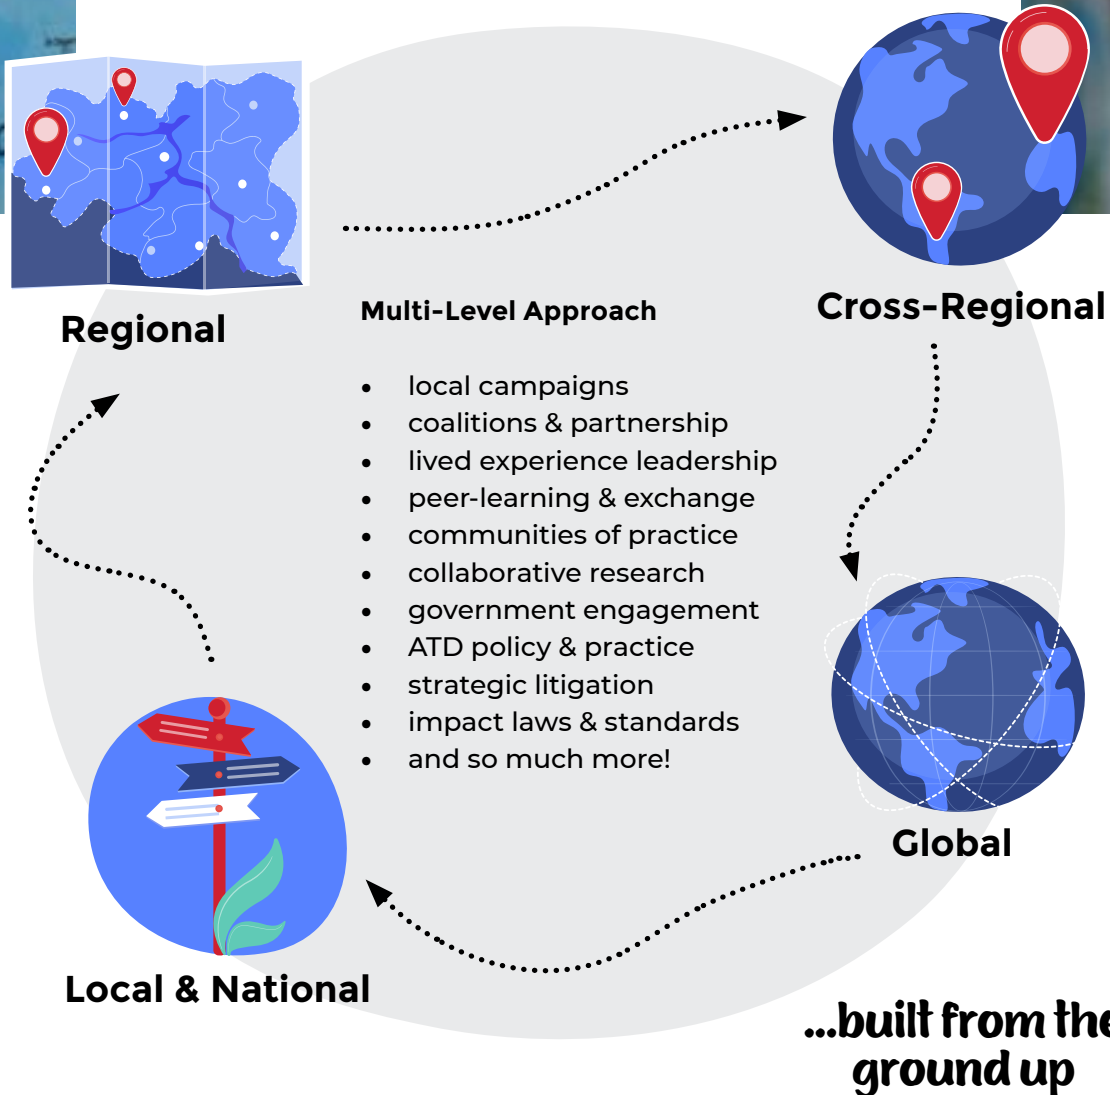 Regional
Cross-Regional
Multi-Level Approach
• local campaigns
• coalitions & partnership
• lived experience leadership
• peer-learning & exchange
• communities of practice
• collaborative research
• government engagement
• ATD policy & practice
• strategic litigation
• impact laws & standards
• and so much more!
Global
Local & National
...built from the
ground up